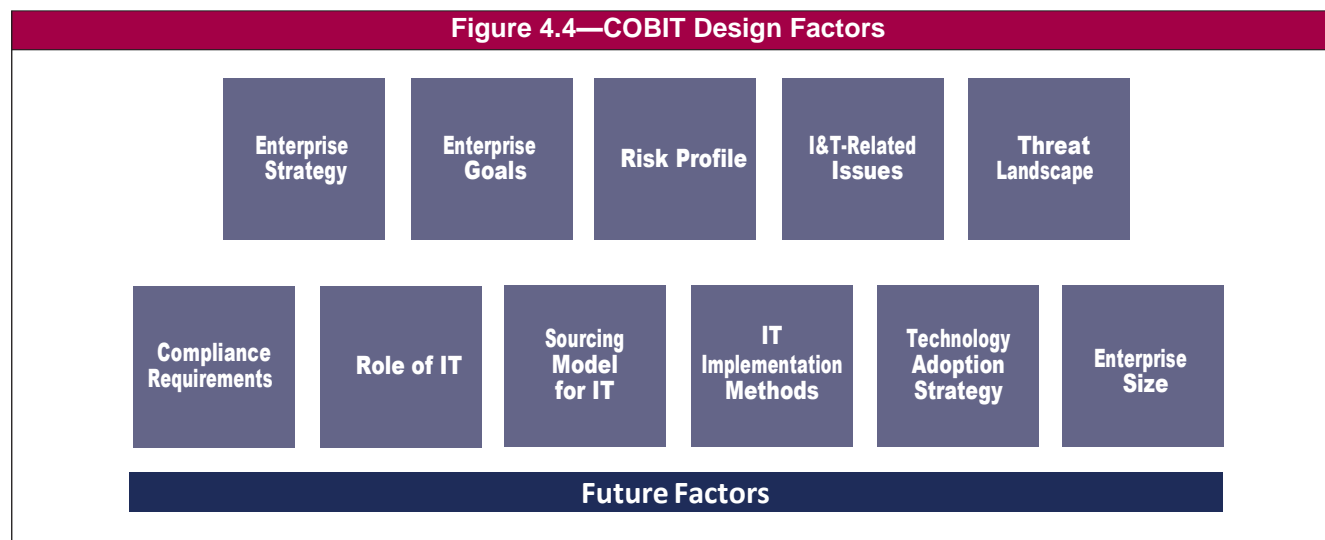 Figure 4.4—COBIT Design Factors
Enterprise
Strategy
Enterprise
Goals
Risk Profile
I&T-Related
Issues
Threat
Landscape
Compliance
Requirements
Role of IT
Sourcing
Model
for IT
IT
Implementation
Methods
Technology
Adoption
Strategy
Enterprise
Size
Future Factors